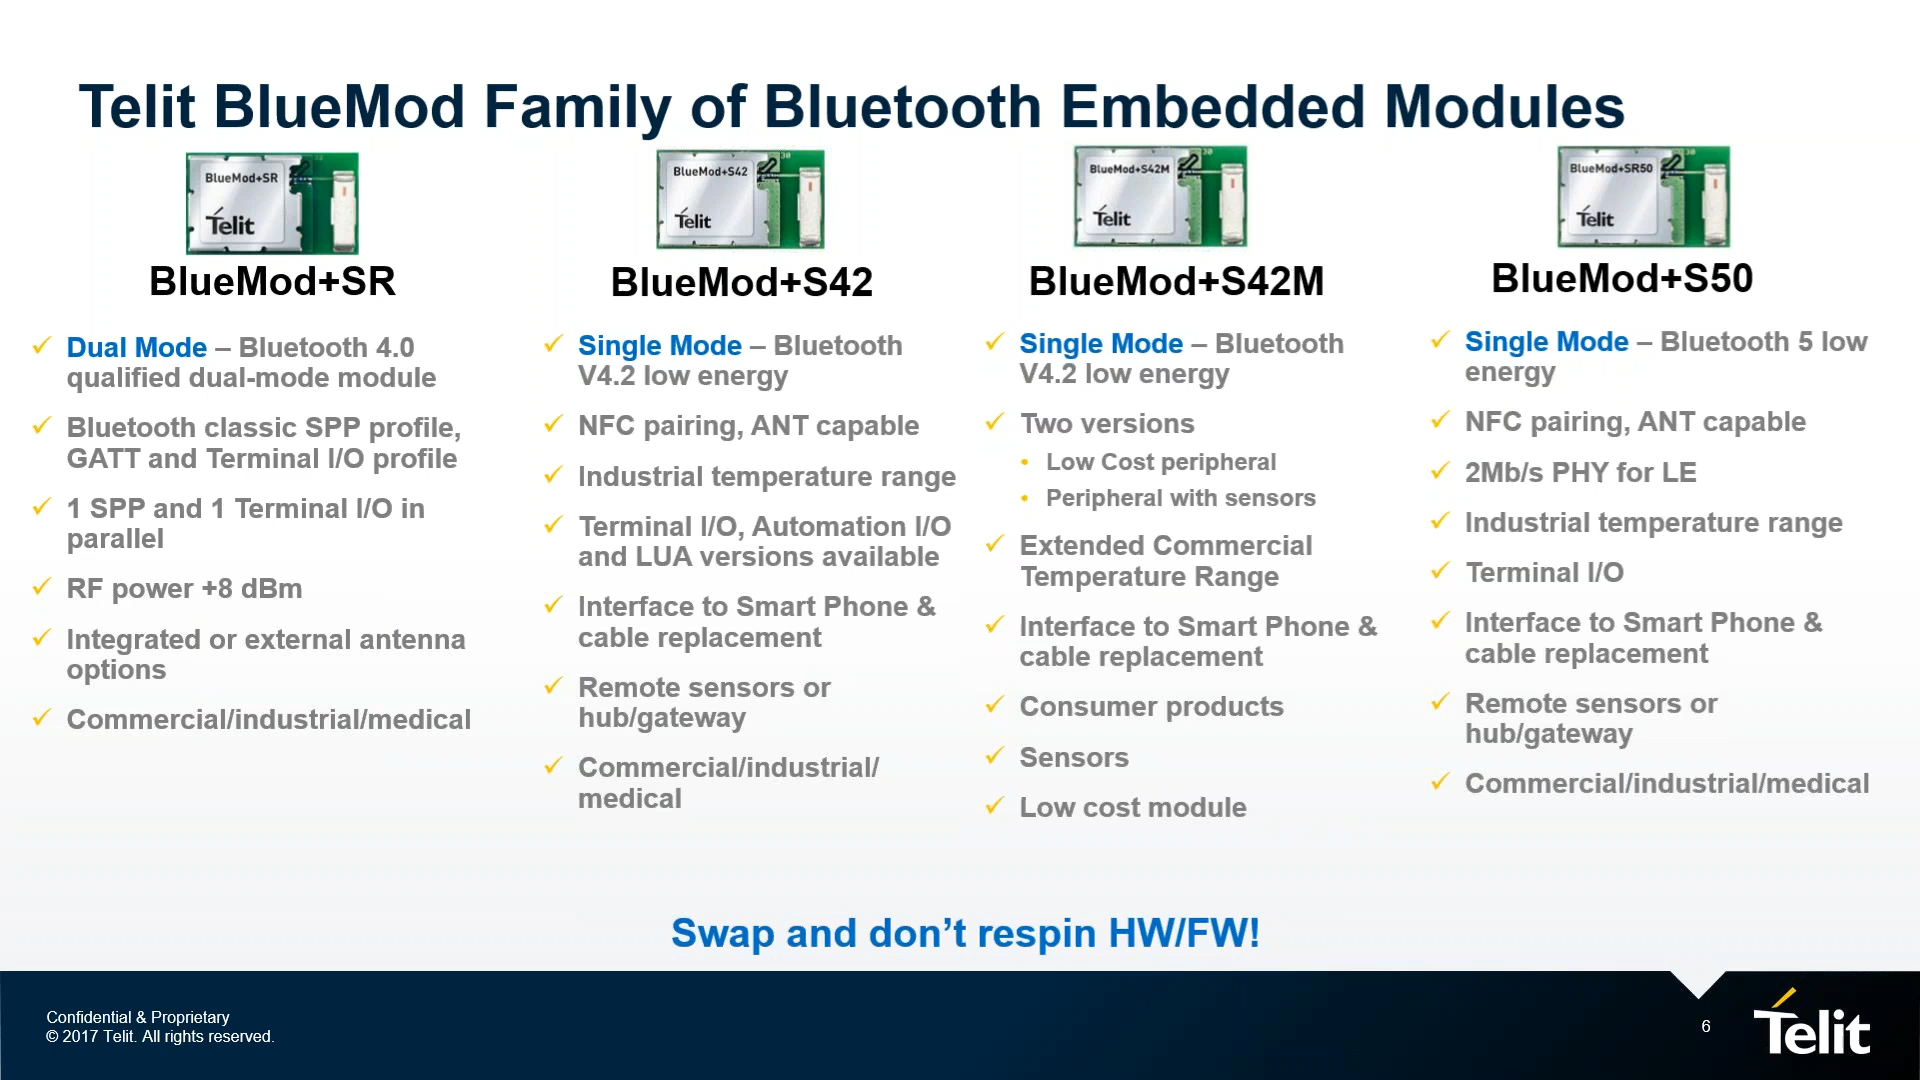 Telit BlueMod Family of Bluetooth Embedded Modules
BlueMod+SR
Telit
BlueMod+SR
Dual Mode – Bluetooth 4.0
qualified dual-mode module
Bluetooth classic SPP profile,
GATT and Terminal I/O profile
1 SPP and 1 Terminal I/O in
parallel
RF power +8 dBm
Integrated or external antenna
options
Commercial/industrial/medical
BlueMod+S42
Telit
BlueMod+S42
Single Mode – Bluetooth
V4.2 low energy
NFC pairing, ANT capable
Industrial temperature range
Terminal I/O, Automation I/O
and LUA versions available
Interface to Smart Phone &
cable replacement
Remote sensors or
hub/gateway
Commercial/industrial/
medical
BlueMod+S42M
Telit
BlueMod+S42M
Single Mode – Bluetooth
V4.2 low energy
Two versions
• Low Cost peripheral
• Peripheral with sensors
Extended Commercial
Temperature Range
Interface to Smart Phone &
cable replacement
Consumer products
Sensors
Low cost module
BlueMod+SR50
Telit
BlueMod+S50
Single Mode – Bluetooth 5 low
energy
NFC pairing, ANT capable
2Mb/s PHY for LE
Industrial temperature range
Terminal I/O
Interface to Smart Phone &
cable replacement
Remote sensors or
hub/gateway
Commercial/industrial/medical
Swap and don’t respin HW/FW!
Confidential & Proprietary
© 2017 Telit. All rights reserved.
6
Telit